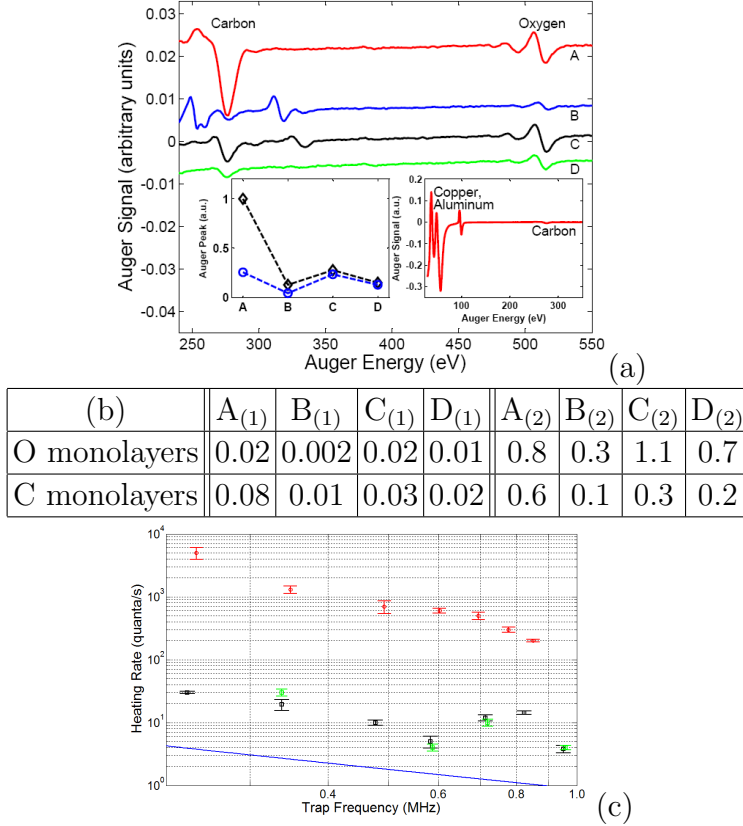 0.03
0.02
0.01
0
-0.01
-0.02
-0.03
-0.04
Auger Signal (arbitrary units)
Carbon
Oxygen
A
B
C
D
1
0.5
0
Auger Peak (a.u.)
A B C D
0.2
0.1
0
-0.1
-0.2
-0.3
Auger Signal (a.u.)
Copper,
Aluminum
Carbon
100 200 300
Auger Energy (eV)
250 300 350 400 450 500 550
Auger Energy (eV)
(a)
(b) A(1) B(1) C(1) D(1) A(2) B(2) C(2) D(2)
O monolayers 0.02 0.002 0.02 0.01 0.8 0.3 1.1 0.7
C monolayers 0.08 0.01 0.03 0.02 0.6 0.1 0.3 0.2
10^4
10^3
10^2
10^1
10^0
Heating Rate (quanta/s)
0.4 0.6 0.8 1.0
Trap Frequency (MHz)
(c)